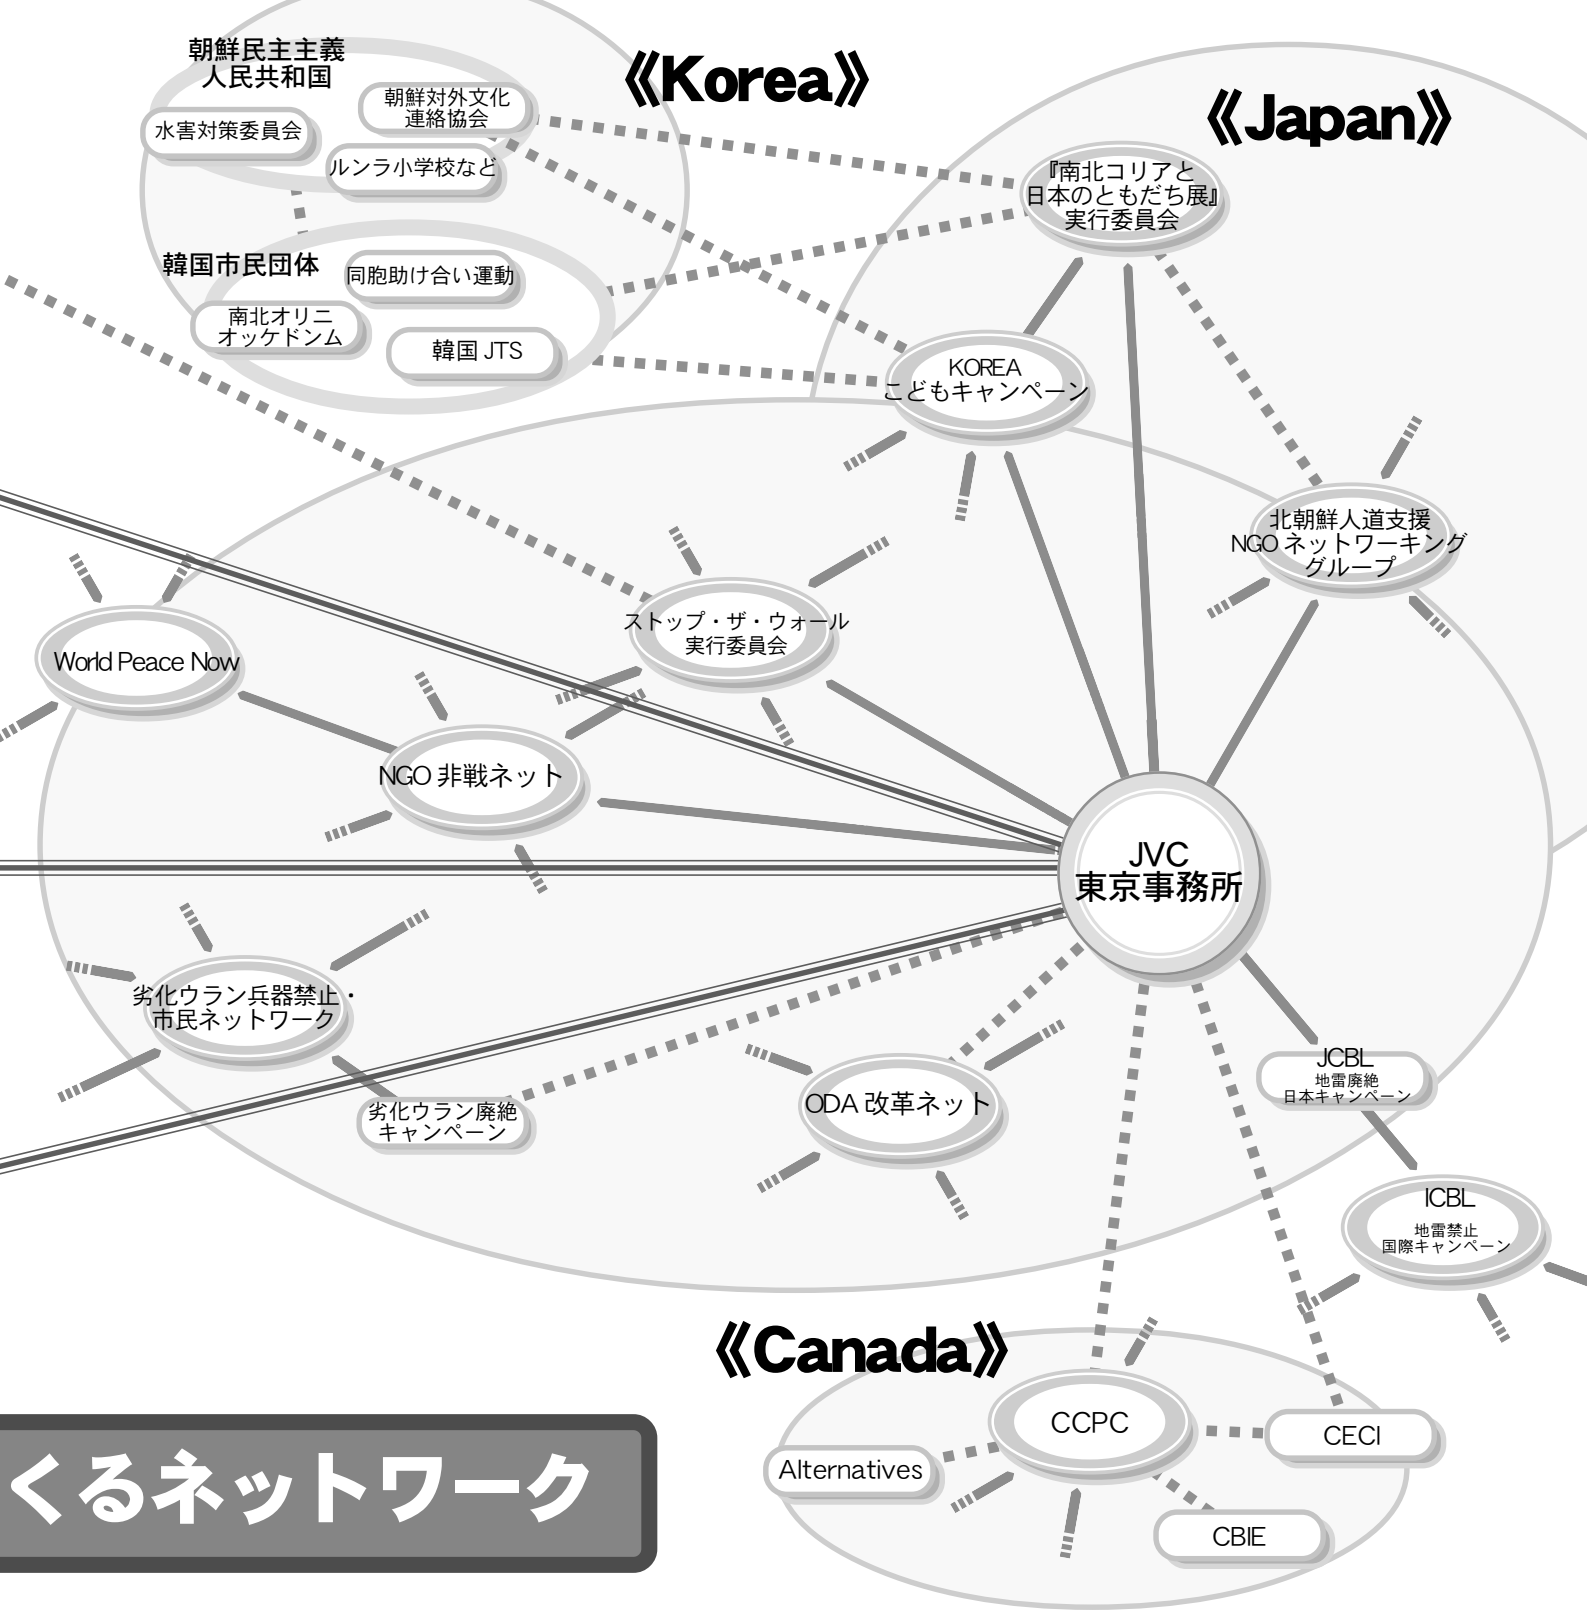 《Korea》
《Japan》
朝鮮民主主義
人民共和国
朝鮮対外文化
連絡協会
水害対策委員会
ルンラ小学校など
『南北コリアと
日本のともだち展』
実行委員会
韓国市民団体
同胞助け合い運動
南北オリニ
オッケドンム
韓国 JTS
KOREA
こどもキャンペーン
北朝鮮人道支援
NGO ネットワーキング
グループ
ストップ・ザ・ウォール
実行委員会
World Peace Now
NGO 非戦ネット
JVC
東京事務所
劣化ウラン兵器禁止・
市民ネットワーク
劣化ウラン廃絶
キャンペーン
ODA 改革ネット
JCBL
地雷廃絶
日本キャンペーン
ICBL
地雷禁止
国際キャンペーン
《Canada》
CCPC
CECI
Alternatives
CBIE
くるネットワーク